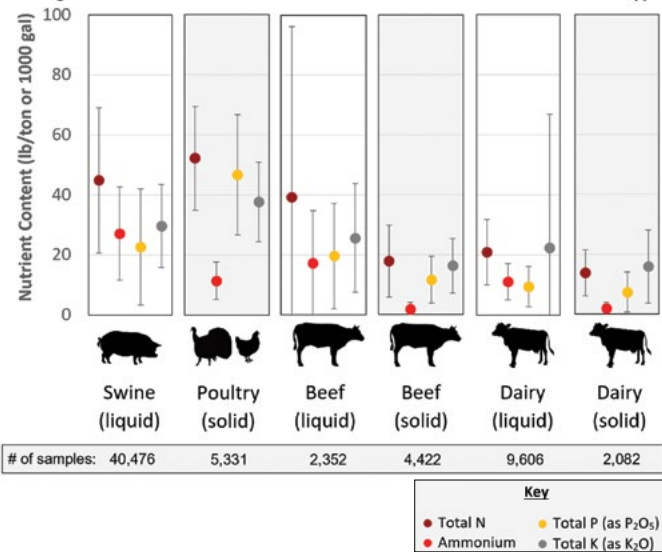 Nutrient Content (lb/ton or 1000 gal)
100
80
60
40
20
0
Swine
(liquid)
Poultry
(solid)
Beef
(liquid)
Beef
(solid)
Dairy
(liquid)
Dairy
(solid)
# of samples: 40,476 5,331 2,352 4,422 9,606 2,082
Key
Total N
Total P (as P₂O₅)
Ammonium
Total K (as K₂O)